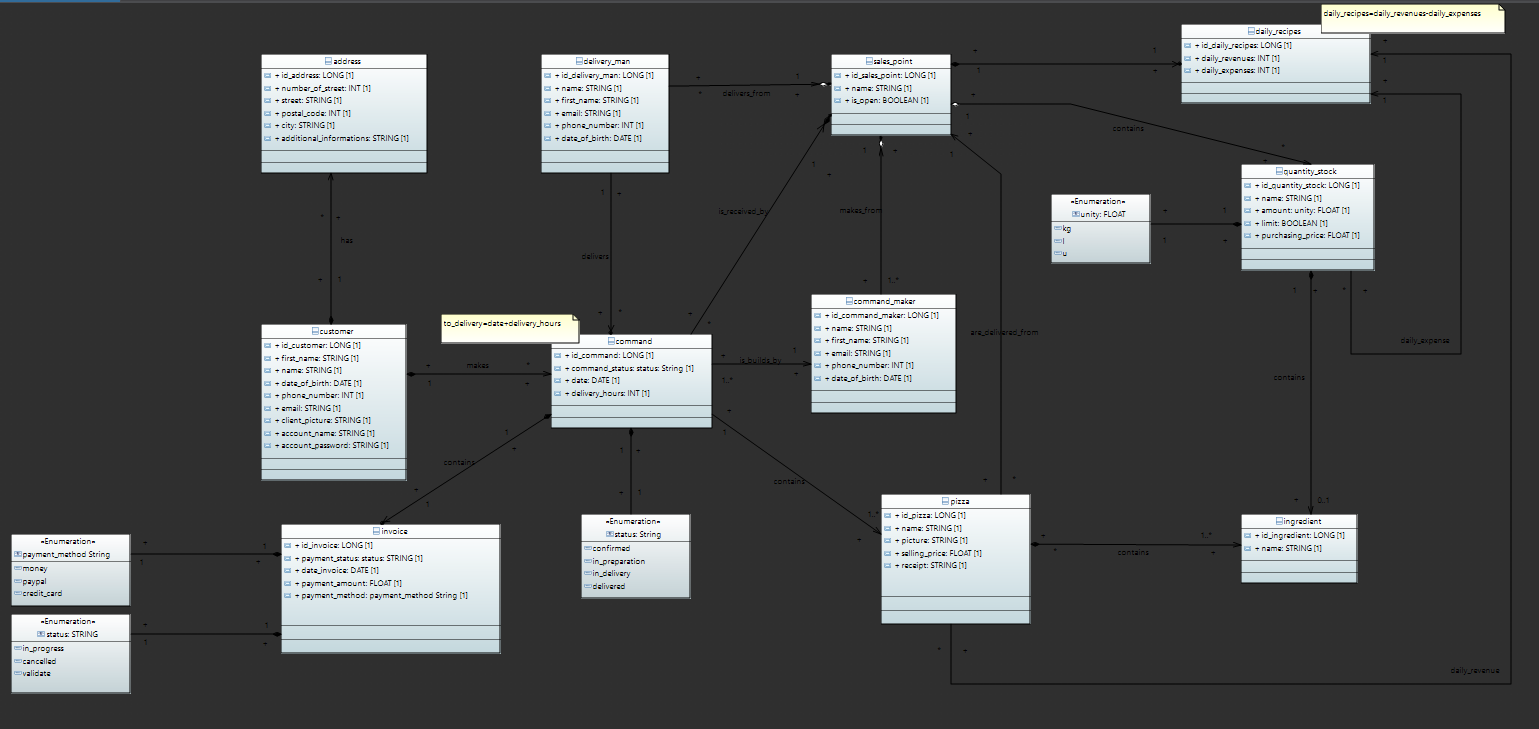 daily_recipes=daily_revenues-daily_expenses
daily_recipes
+ id_daily_recipes: LONG [1]
+ daily_revenues: INT [1]
+ daily_expenses: INT [1]
address
+ id_address: LONG [1]
+ number_of_street: INT [1]
+ street: STRING [1]
+ postal_code: INT [1]
+ city: STRING [1]
+ additional_informations: STRING [1]
delivery_man
+ id_delivery_man: LONG [1]
+ name: STRING [1]
+ first_name: STRING [1]
+ email: STRING [1]
+ phone_number: INT [1]
+ date_of_birth: DATE [1]
delivers_from
sales_point
+ id_sales_point: LONG [1]
+ name: STRING [1]
+ is_open: BOOLEAN [1]
contains
quantity_stock
+ id_quantity_stock: LONG [1]
+ name: STRING [1]
+ amount: unity: FLOAT [1]
+ limit: BOOLEAN [1]
+ purchasing_price: FLOAT [1]
«Enumeration»
unity: FLOAT
kg
l
u
has
delivers
is_received_by
makes_from
are_delivered_from
daily_expense
contains
customer
+ id_customer: LONG [1]
+ first_name: STRING [1]
+ name: STRING [1]
+ date_of_birth: DATE [1]
+ phone_number: INT [1]
+ email: STRING [1]
+ client_picture: STRING [1]
+ account_name: STRING [1]
+ account_password: STRING [1]
makes
to_delivery=date+delivery_hours
command
+ id_command: LONG [1]
+ command_status: status: String [1]
+ date: DATE [1]
+ delivery_hours: INT [1]
is_builds_by
1..*
command_maker
+ id_command_maker: LONG [1]
+ name: STRING [1]
+ first_name: STRING [1]
+ email: STRING [1]
+ phone_number: INT [1]
+ date_of_birth: DATE [1]
1..*
contains
contains
«Enumeration»
payment_method String
money
paypal
credit_card
«Enumeration»
status: STRING
in_progress
cancelled
validate
invoice
+ id_invoice: LONG [1]
+ payment_status: status: STRING [1]
+ date_invoice: DATE [1]
+ payment_amount: FLOAT [1]
+ payment_method: payment_method String [1]
«Enumeration»
status: String
confirmed
in_preparation
in_delivery
delivered
1..*
pizza
+ id_pizza: LONG [1]
+ name: STRING [1]
+ picture: STRING [1]
+ selling_price: FLOAT [1]
+ receipt: STRING [1]
contains
1..*
0..1
ingredient
+ id_ingredient: LONG [1]
+ name: STRING [1]
daily_revenue